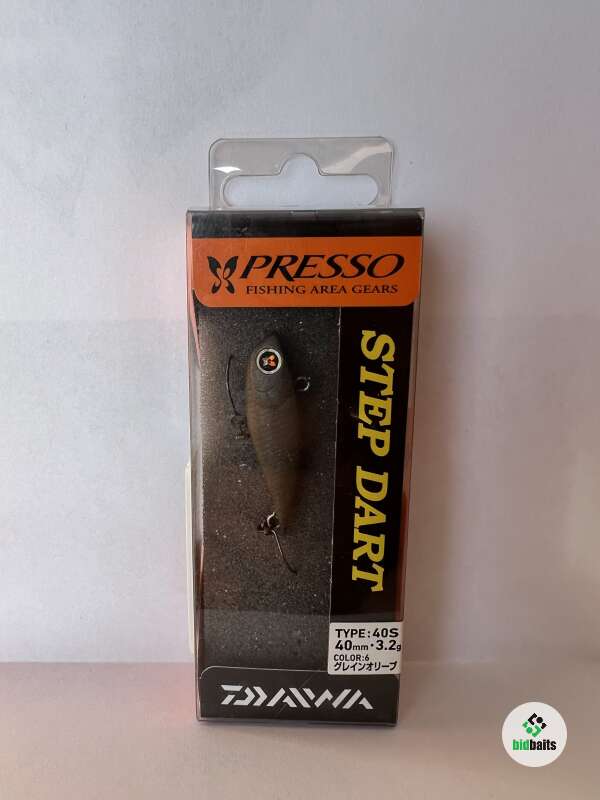 PRESSO
FISHING AREA GEARS
STEP DART
TYPE:40S
40mm・3.2g
COLOR:6
グレインオリーブ
DAIWA
bidbaits